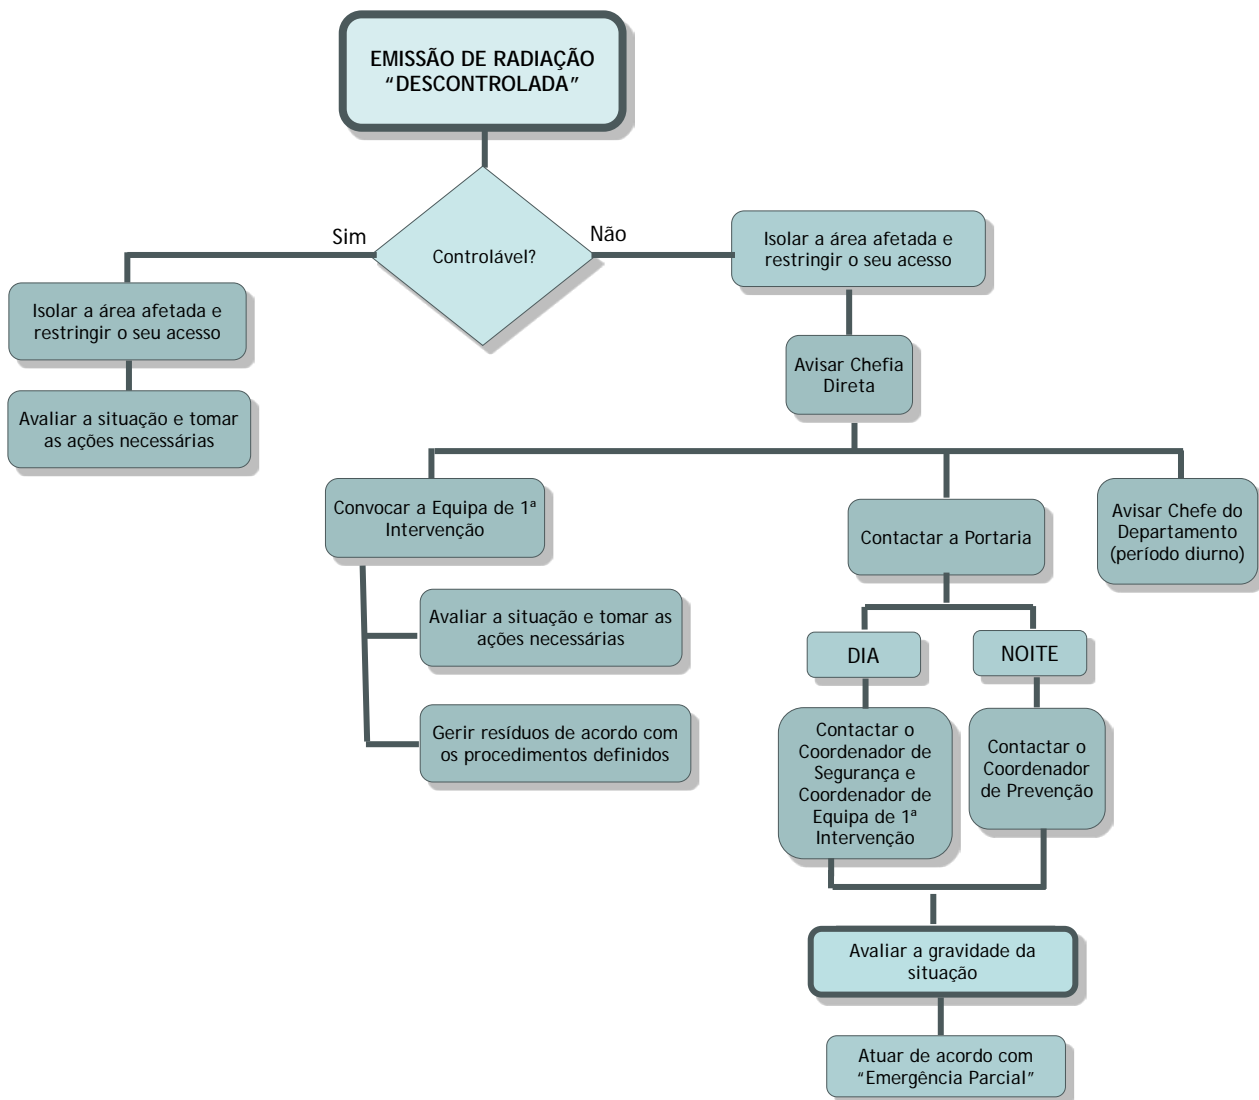 EMISSÃO DE RADIAÇÃO
“DESCONTROLADA”
Controlável?
Sim
Não
Isolar a área afetada e
restringir o seu acesso
Avaliar a situação e tomar
as ações necessárias
Isolar a área afetada e
restringir o seu acesso
Avisar Chefia
Direta
Convocar a Equipa de 1ª
Intervenção
Avaliar a situação e tomar as
ações necessárias
Gerir resíduos de acordo com
os procedimentos definidos
Contactar a Portaria
Avisar Chefe do
Departamento
(período diurno)
DIA
NOITE
Contactar o
Coordenador de
Segurança e
Coordenador de
Equipa de 1ª
Intervenção
Contactar o
Coordenador
de Prevenção
Avaliar a gravidade da
situação
Atuar de acordo com
“Emergência Parcial”